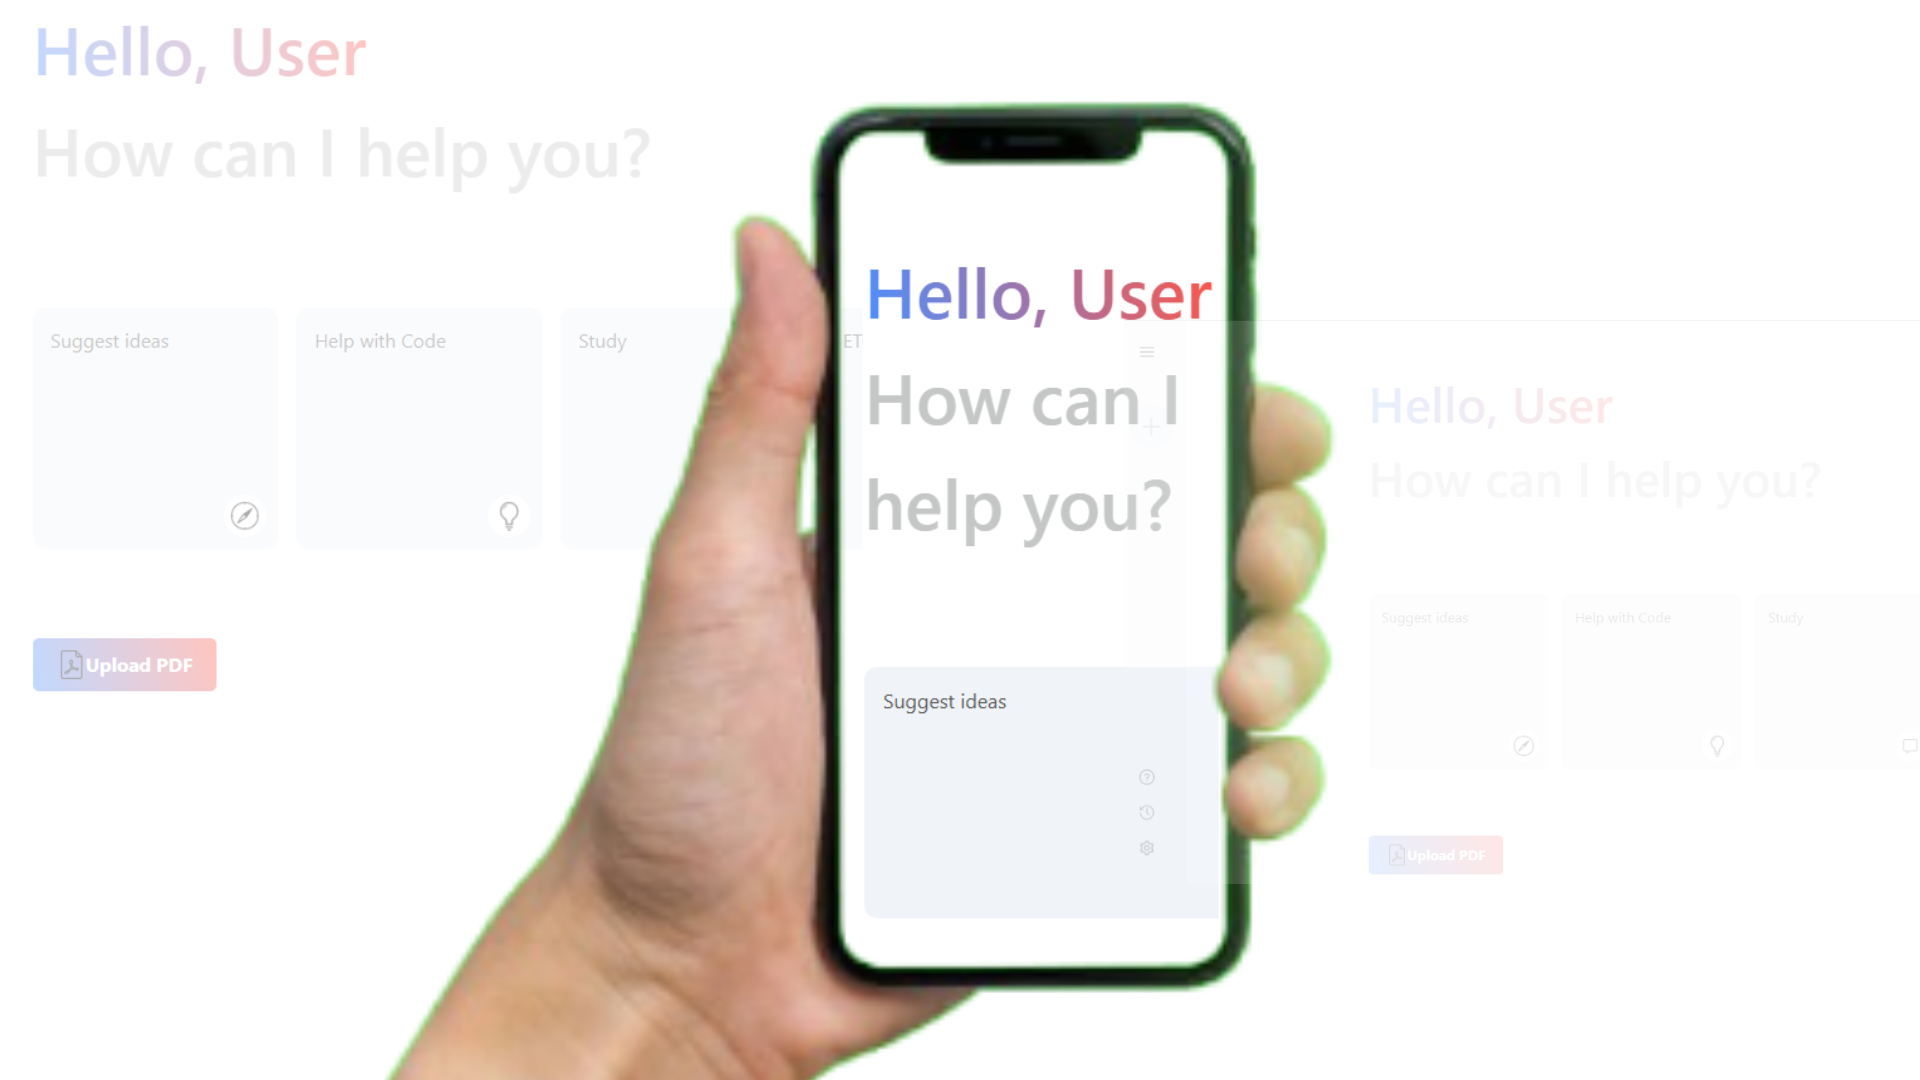 Hello, User
How can I help you?
Suggest ideas
Help with Code
Study
ET
Upload PDF
Hello, User
How can I
help you?
Suggest ideas
Hello, User
How can I help you?
Suggest ideas
Help with Code
Study
Upload PDF